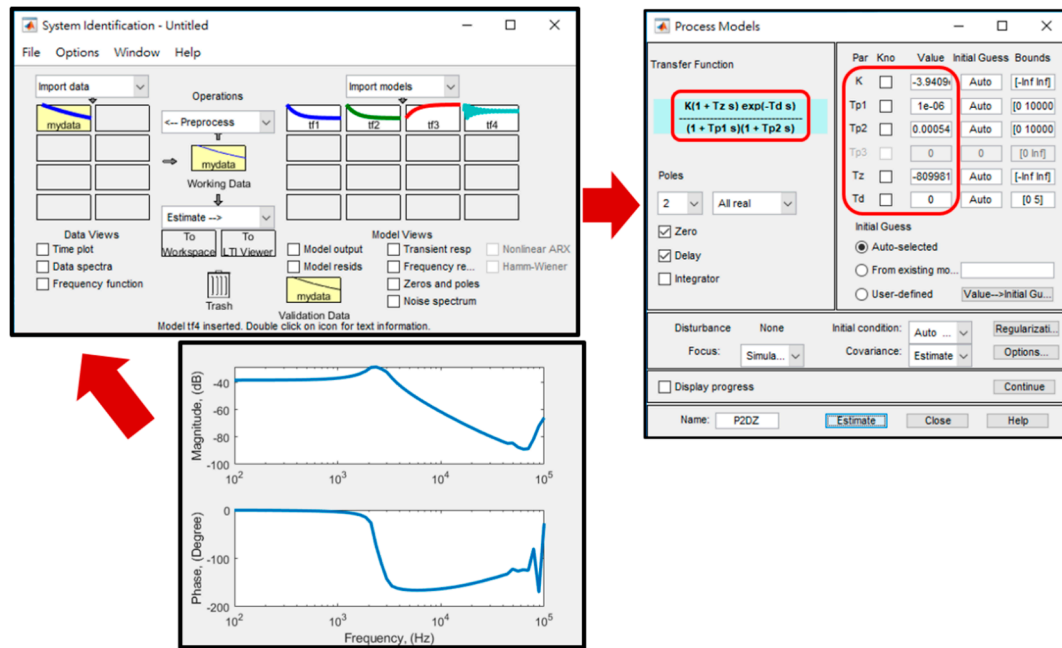 System Identification - Untitled
File Options Window Help
Import data
Import models
Operations
<-- Preprocess
mydata
tf1 tf2 tf3 tf4
mydata
Working Data
Estimate -->
To Workspace
To LTI Viewer
Data Views
Time plot
Data spectra
Frequency function
Trash
Model Views
Model output
Model resids
Transient resp
Frequency re...
Zeros and poles
Noise spectrum
Nonlinear ARX
Hamm-Wiener
mydata
Validation Data
Model tf4 inserted. Double click on icon for text information.
Process Models
Transfer Function
K(1 + Tz s) exp(-Td s)
(1 + Tp1 s)(1 + Tp2 s)
Poles
2 All real
Zero
Delay
Integrator
Par Kno Value Initial Guess Bounds
K -3.9409 Auto [-Inf Inf]
Tp1 1e-06 Auto [0 10000
Tp2 0.00054 Auto [0 10000
Tp3 0 0 [0 Inf]
Tz -809981 Auto [-Inf Inf]
Td 0 Auto [0 5]
Initial Guess
Auto-selected
From existing mo...
User-defined Value-->Initial Gu...
Disturbance None Initial condition: Auto ... Regularizati...
Focus: Simula... Covariance: Estimate Options...
Display progress Continue
Name: P2DZ Estimate Close Help
Magnitude, (dB)
-40
-60
-80
-100
10^2 10^3 10^4 10^5
Phase, (Degree)
0
-100
-200
10^2 10^3 10^4 10^5
Frequency, (Hz)